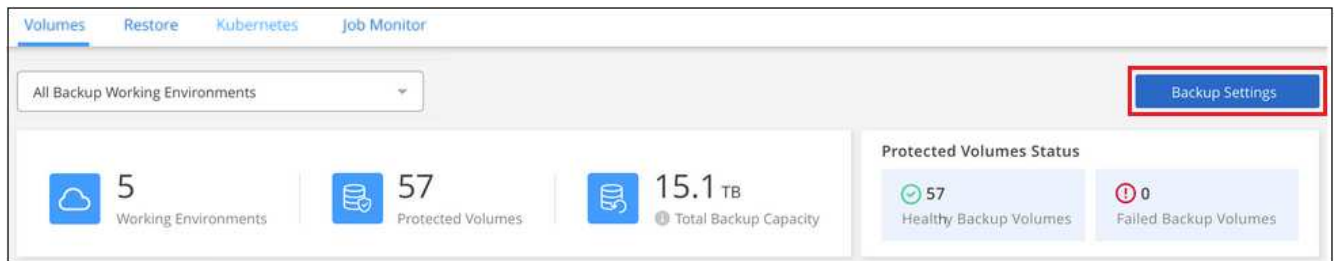 Volumes Restore Kubernetes Job Monitor
All Backup Working Environments
Backup Settings
5
Working Environments
57
Protected Volumes
15.1 TB
Total Backup Capacity
Protected Volumes Status
57
Healthy Backup Volumes
0
Failed Backup Volumes